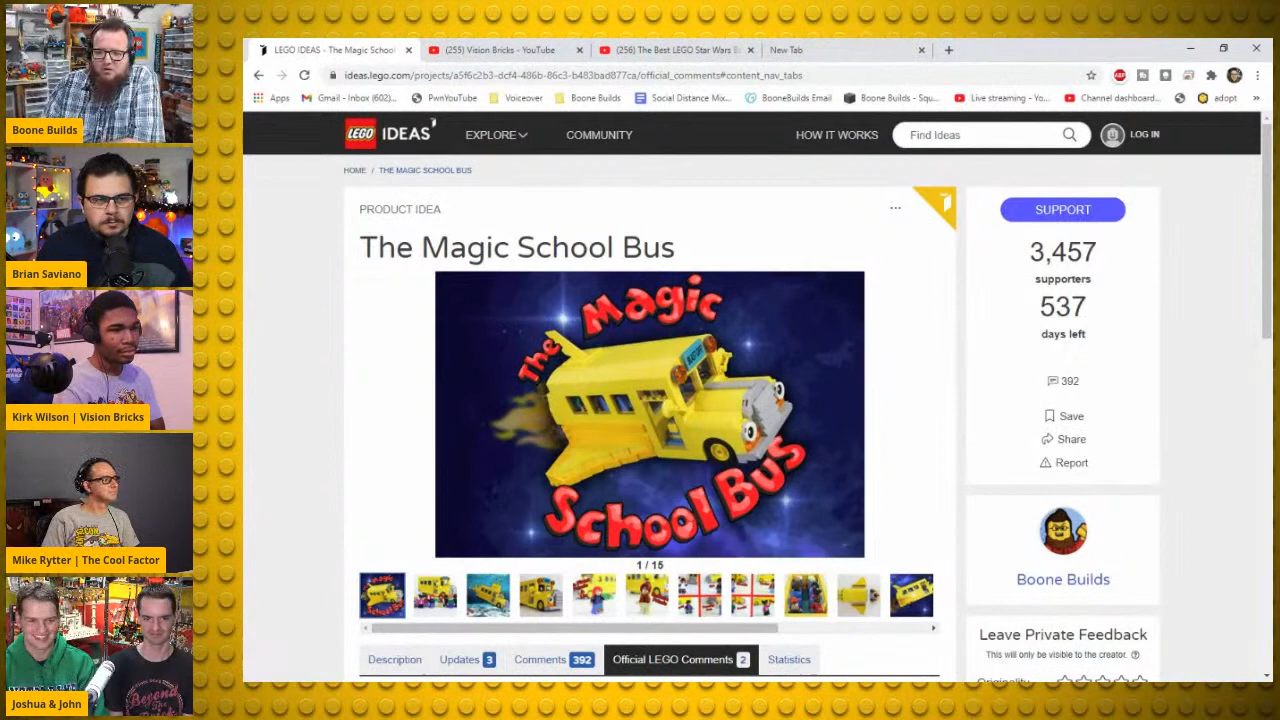 Boone Builds
Brian Saviano
Kirk Wilson | Vision Bricks
Mike Rytter | The Cool Factor
Joshua & John
LEGO IDEAS - The Magic School
(255) Vision Bricks - YouTube
(256) The Best LEGO Star Wars B
New Tab
ideas.lego.com/projects/a5f6c2b3-dcf4-486b-86c3-b483bad877ca/official_comments#content_nav_tabs
Apps
Gmail - Inbox (602)...
PwnYouTube
Voiceover
Boone Builds
Social Distance Mix...
BooneBuilds Email
Boone Builds - Squ...
Live streaming - Yo...
Channel dashboard...
adopt
LEGO IDEAS
EXPLORE
COMMUNITY
HOW IT WORKS
Find Ideas
LOG IN
HOME / THE MAGIC SCHOOL BUS
PRODUCT IDEA
The Magic School Bus
The Magic
School Bus
1 / 15
Description
Updates 3
Comments 392
Official LEGO Comments 2
Statistics
SUPPORT
3,457
supporters
537
days left
392
Save
Share
Report
Boone Builds
Leave Private Feedback
This will only be visible to the creator.
Originality